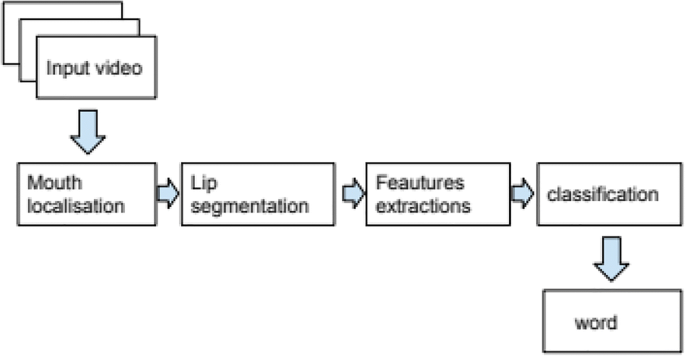 Input video
Mouth
localisation
Lip
segmentation
Feautures
extractions
classification
word